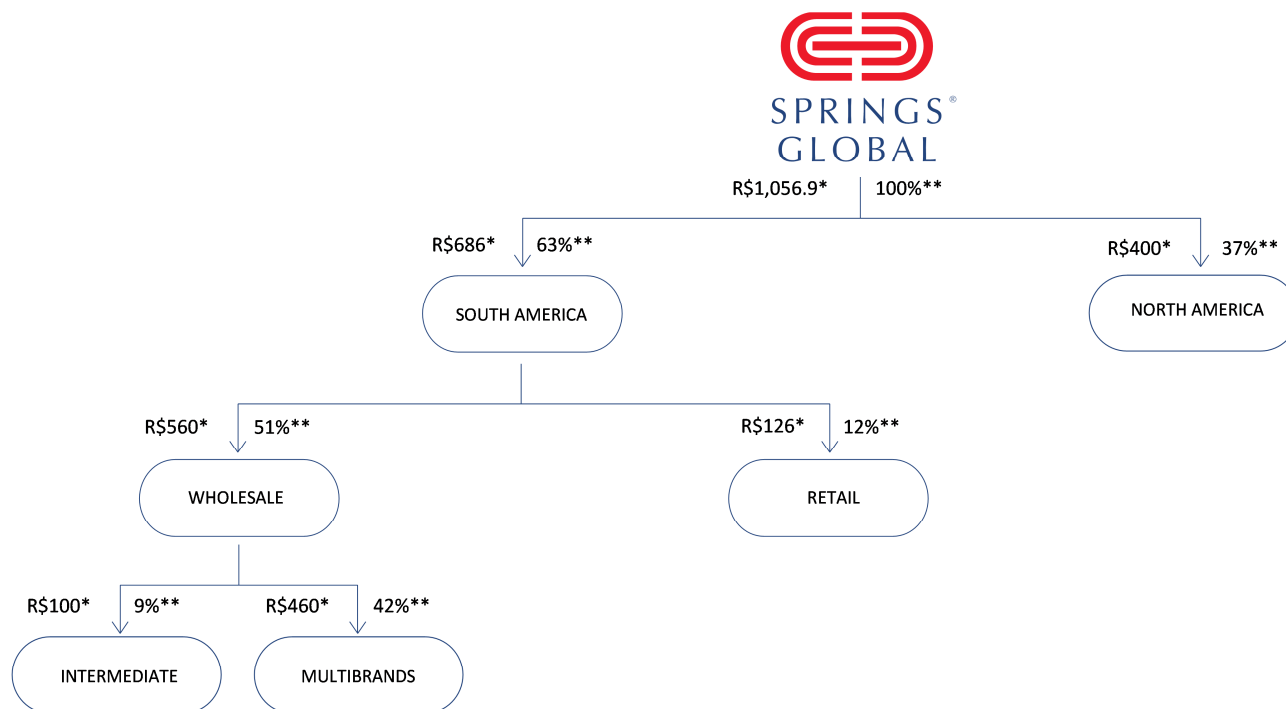 SPRINGS®
GLOBAL
R$1,056.9* 100%**
R$686* 63%** R$400* 37%**
SOUTH AMERICA NORTH AMERICA
R$560* 51%** R$126* 12%**
WHOLESALE RETAIL
R$100* 9%** R$460* 42%**
INTERMEDIATE MULTIBRANDS